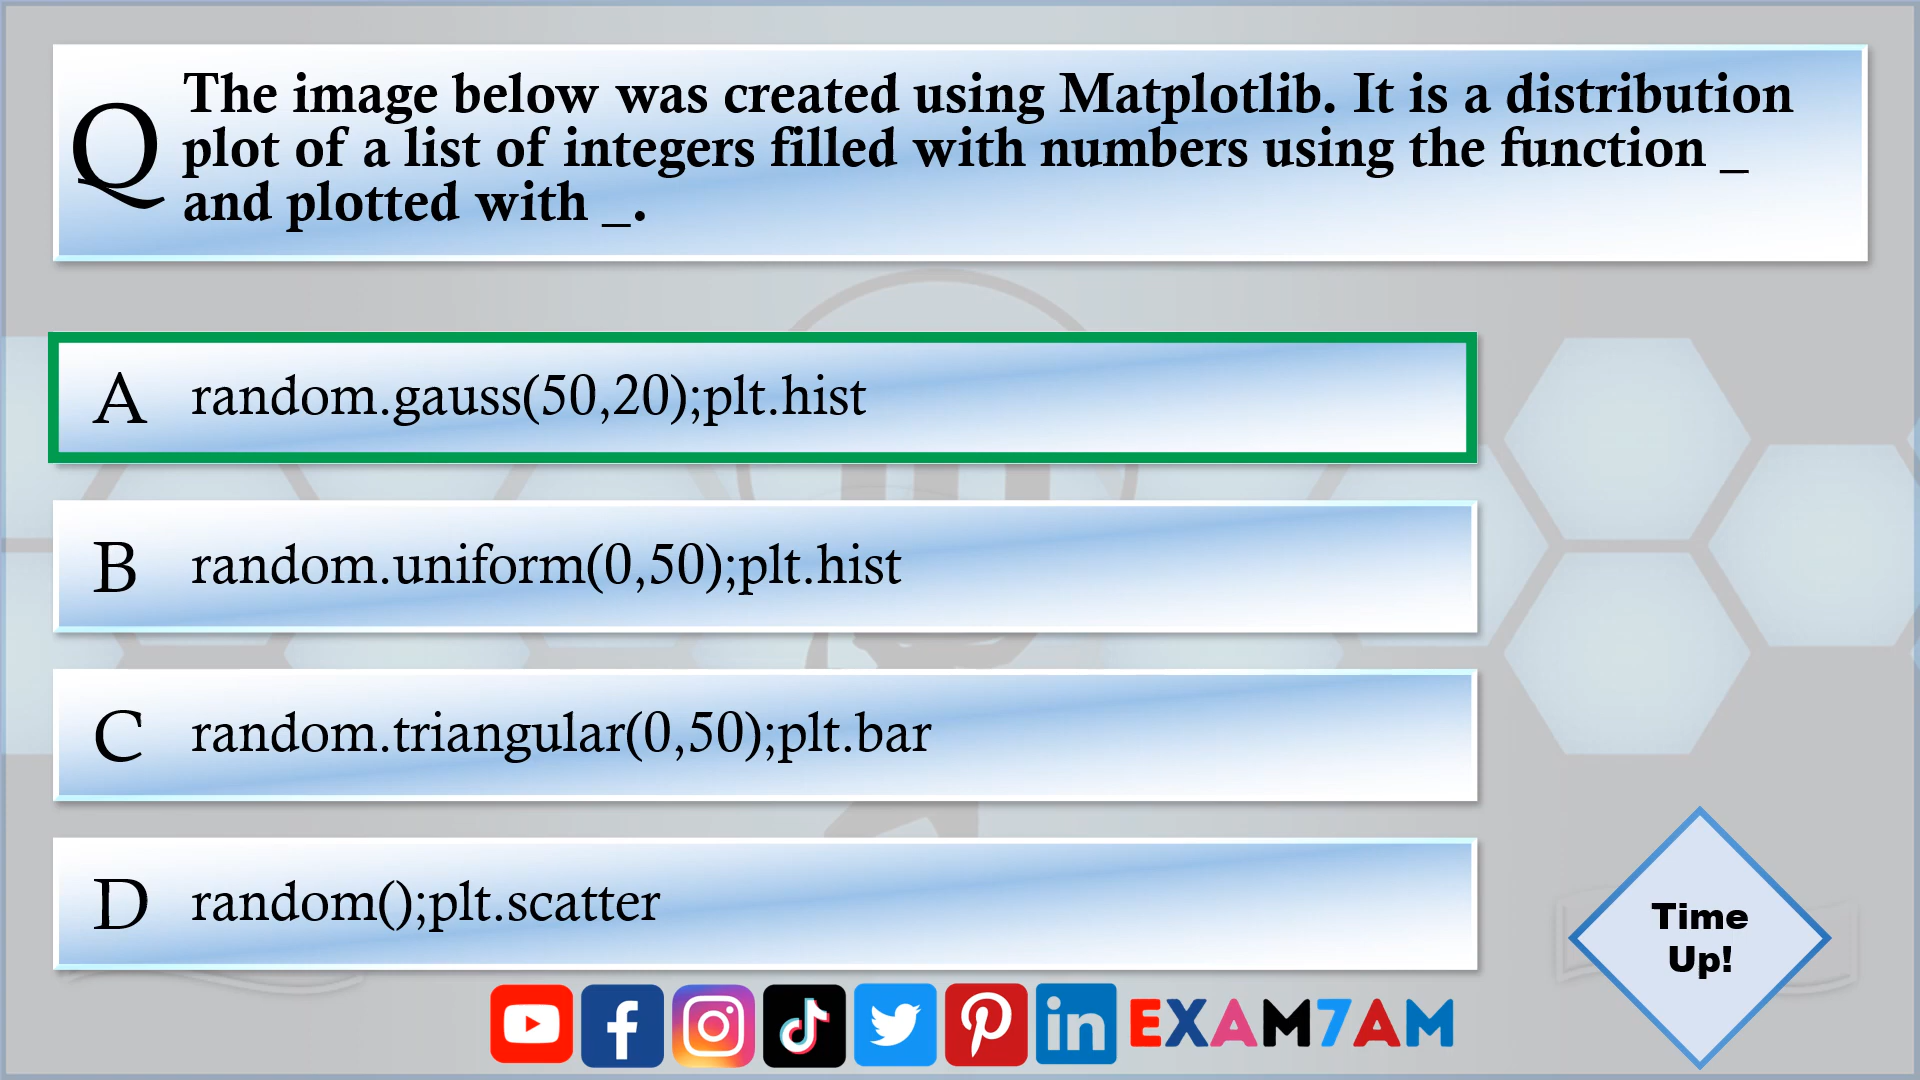 Q
The image below was created using Matplotlib. It is a distribution
plot of a list of integers filled with numbers using the function _
and plotted with _.
A random.gauss(50,20);plt.hist
B random.uniform(0,50);plt.hist
C random.triangular(0,50);plt.bar
D random();plt.scatter
Time
Up!
EXAM7AM